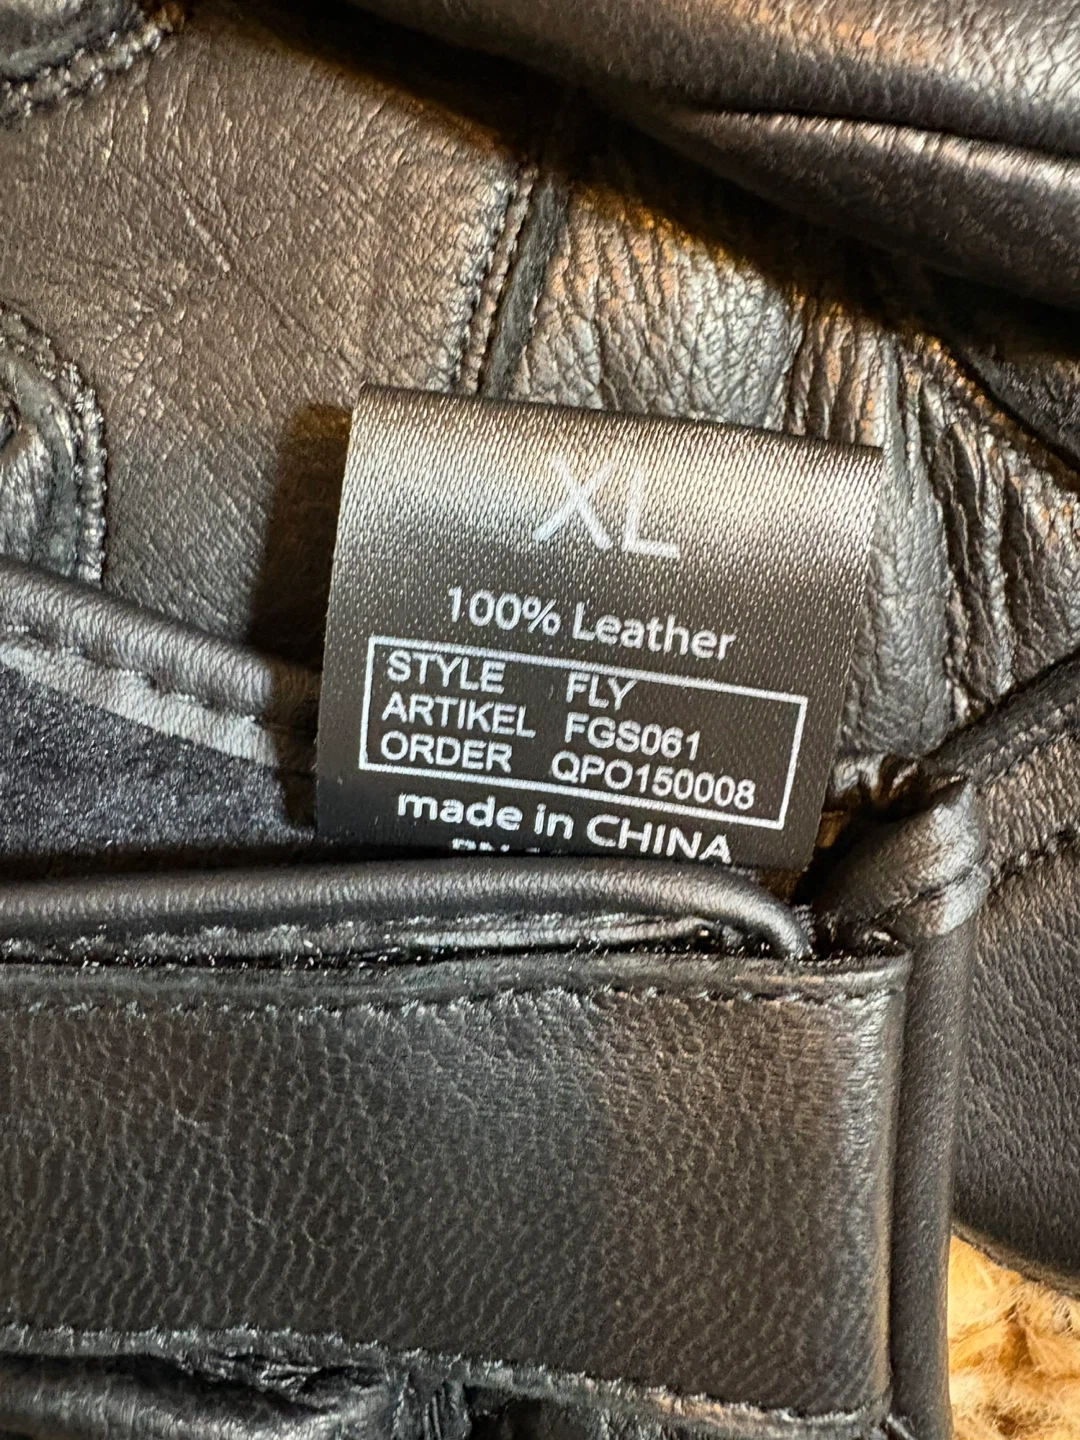 XL
100% Leather
STYLE FLY
ARTIKEL FGS061
ORDER QPO150008
made in CHINA